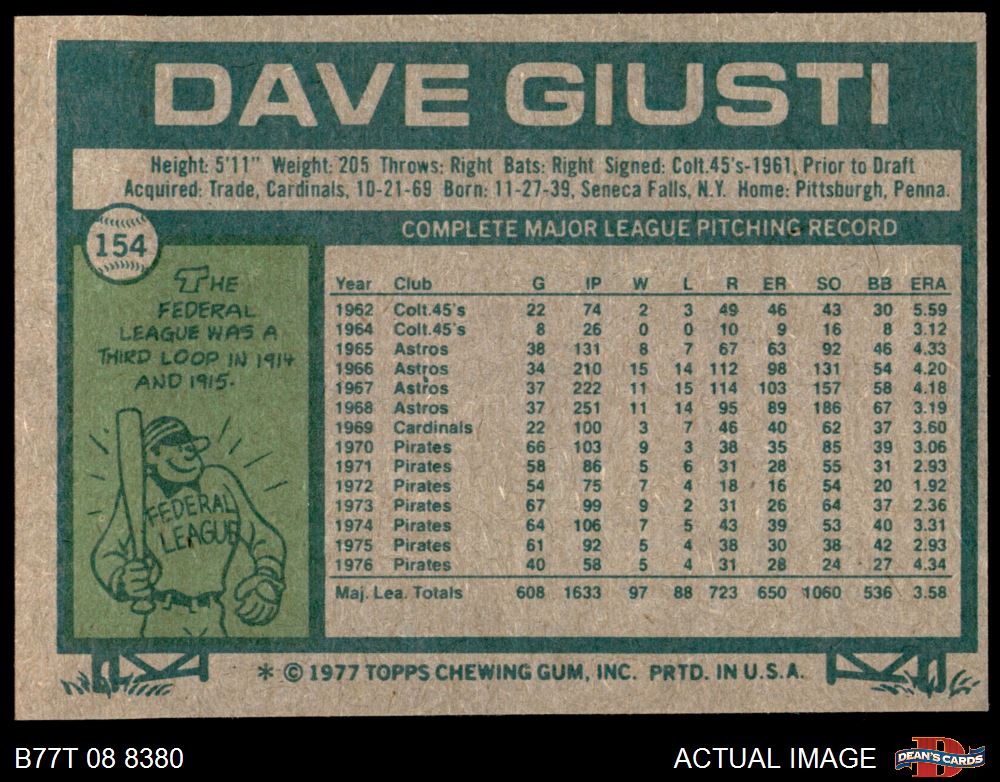 DAVE GIUSTI
Height: 5'11" Weight: 205 Throws: Right Bats: Right Signed: Colt.45's-1961, Prior to Draft
Acquired: Trade, Cardinals, 10-21-69 Born: 11-27-39, Seneca Falls, N.Y. Home: Pittsburgh, Penna.
154
THE
FEDERAL
LEAGUE WAS A
THIRD LOOP IN 1914
AND 1915.
FEDERAL
LEAGUE
COMPLETE MAJOR LEAGUE PITCHING RECORD
Year Club G IP W L R ER SO BB ERA
1962 Colt.45's 22 74 2 3 49 46 43 30 5.59
1964 Colt.45's 8 26 0 0 10 9 16 8 3.12
1965 Astros 38 131 8 7 67 63 92 46 4.33
1966 Astros 34 210 15 14 112 98 131 54 4.20
1967 Astros 37 222 11 15 114 103 157 58 4.18
1968 Astros 37 251 11 14 95 89 186 67 3.19
1969 Cardinals 22 100 3 7 46 40 62 37 3.60
1970 Pirates 66 103 9 3 38 35 85 39 3.06
1971 Pirates 58 86 5 6 31 28 55 31 2.93
1972 Pirates 54 75 7 4 18 16 54 20 1.92
1973 Pirates 67 99 9 2 31 26 64 37 2.36
1974 Pirates 64 106 7 5 43 39 53 40 3.31
1975 Pirates 61 92 5 4 38 30 38 42 2.93
1976 Pirates 40 58 5 4 31 28 24 27 4.34
Maj. Lea. Totals 608 1633 97 88 723 650 1060 536 3.58
* © 1977 TOPPS CHEWING GUM, INC. PRTD. IN U.S.A.
B77T 08 8380
ACTUAL IMAGE
D
DEAN'S CARDS